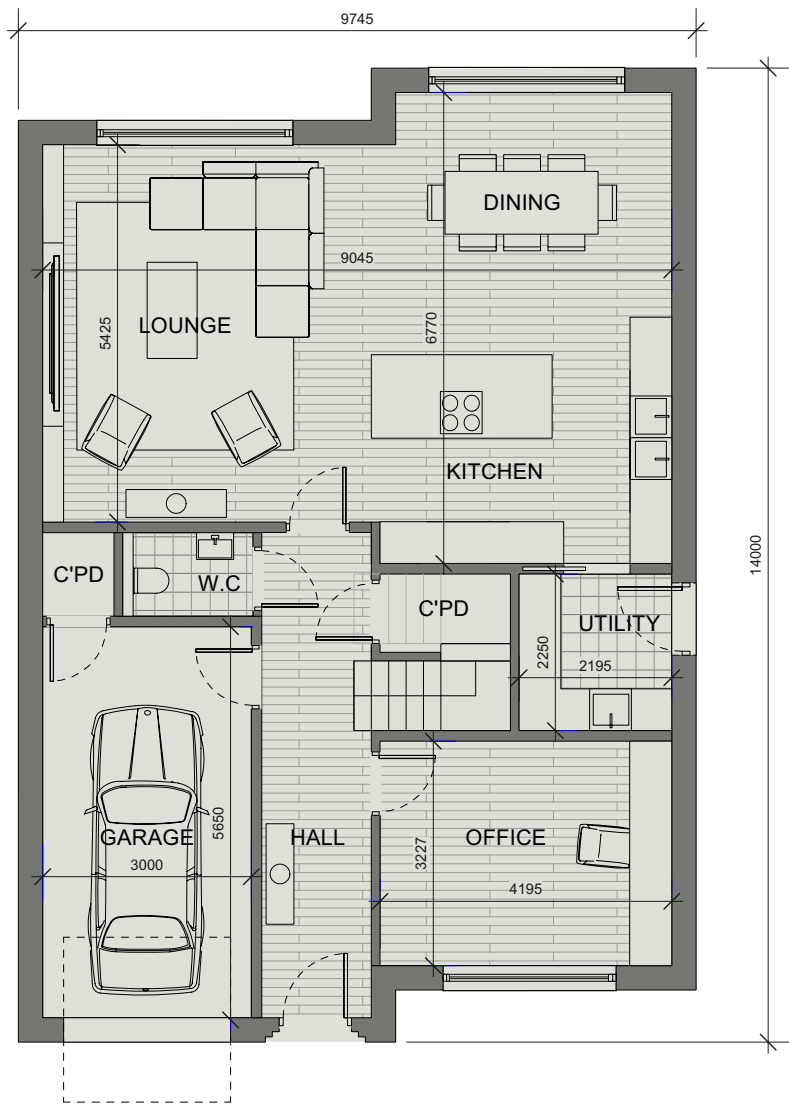 9745
DINING
9045
LOUNGE
5425
6770
KITCHEN
14000
C'PD
W.C
C'PD
UTILITY
2250
2195
GARAGE
5650
HALL
3227
OFFICE
3000
4195